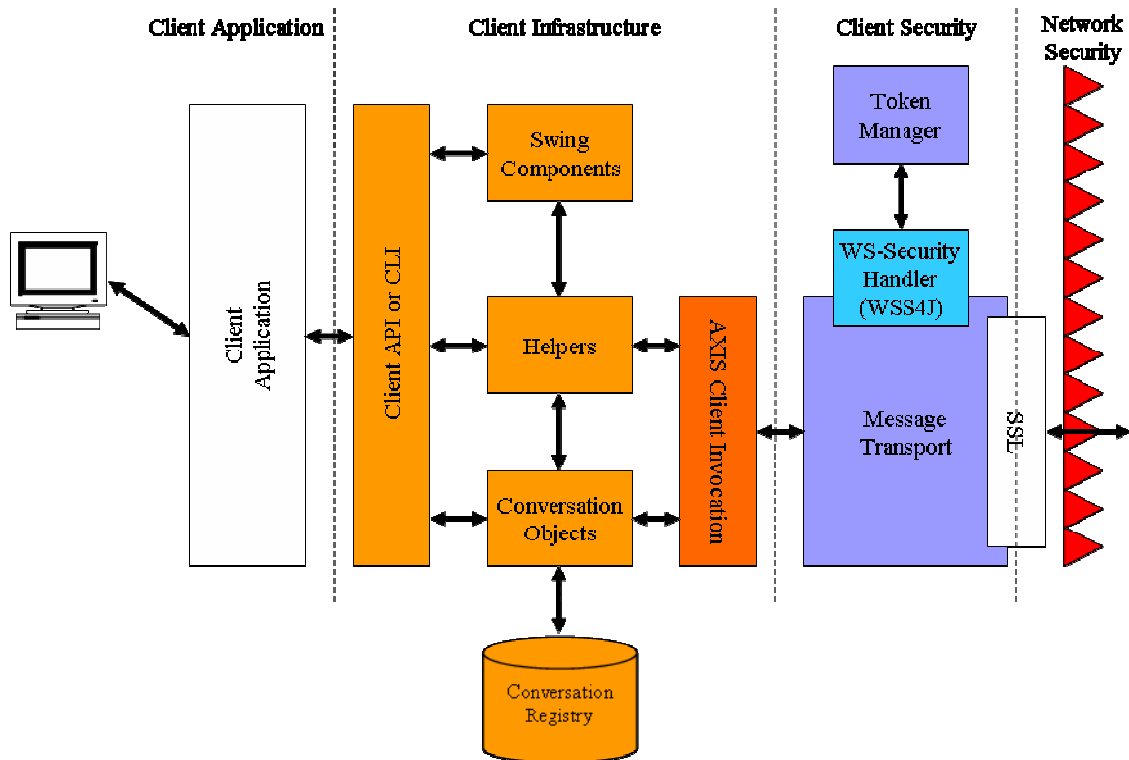 Client Application
Client Infrastructure
Client Security
Network
Security
Token
Manager
Swing
Components
WS-Security
Handler
(WSS4J)
Client
Application
Client API or CLI
Helpers
AXIS Client Invocation
Message
Transport
SSL
Conversation
Objects
Conversation
Registry